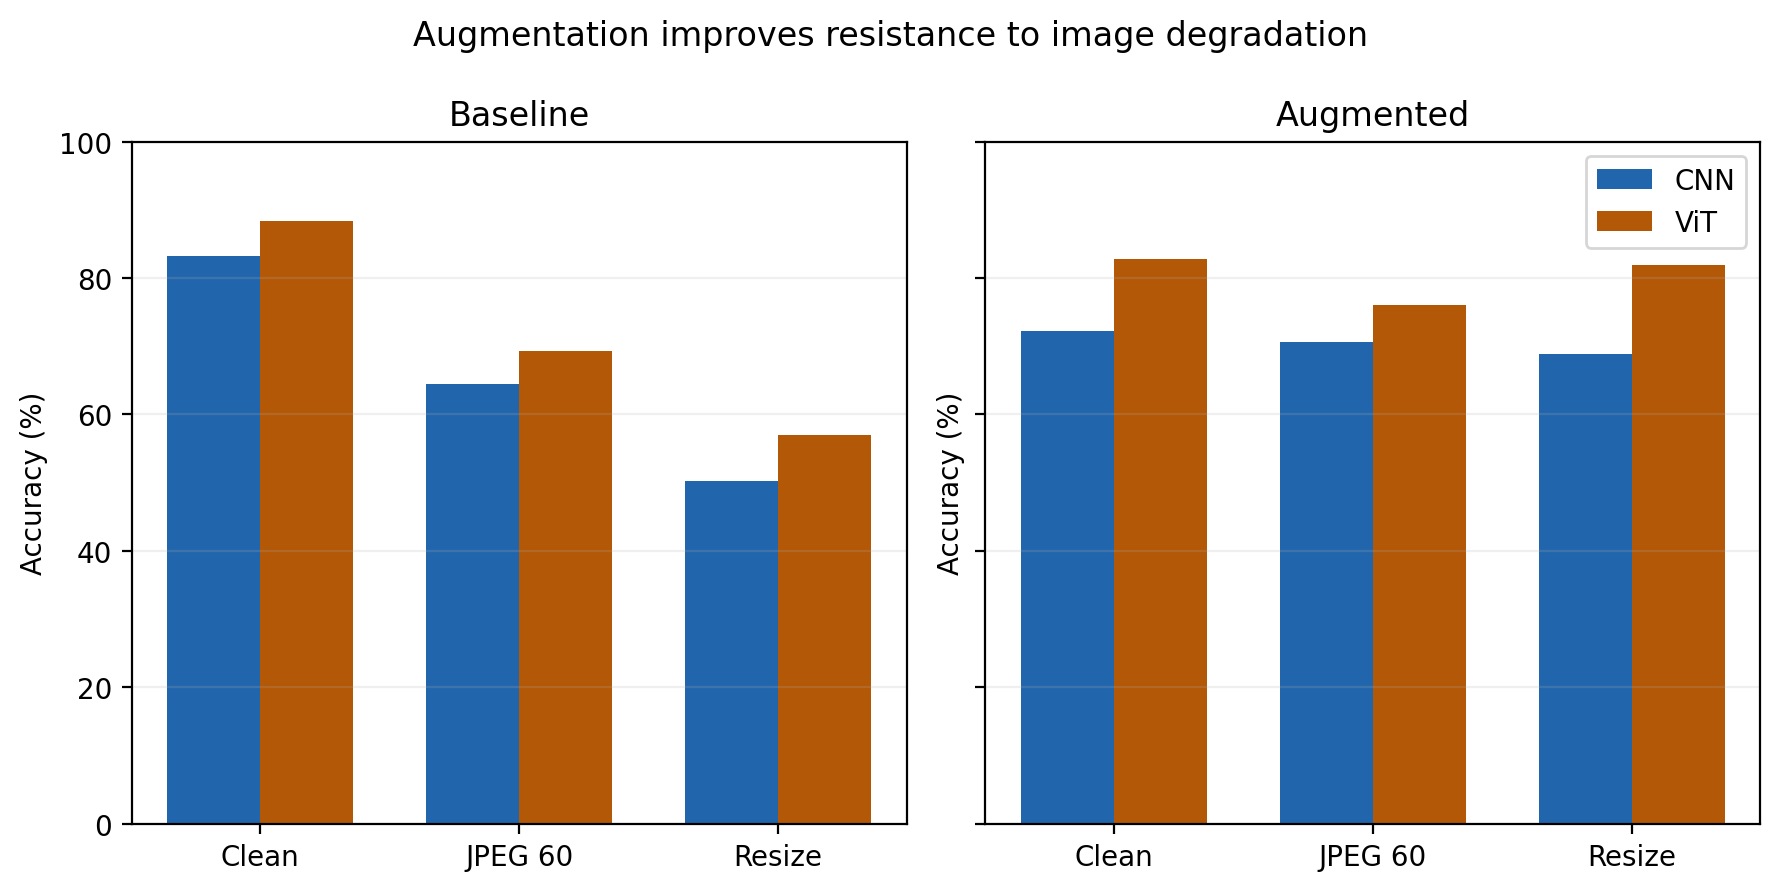 Augmentation improves resistance to image degradation
Baseline
Accuracy (%)
100
80
60
40
20
0
Clean
JPEG 60
Resize
Augmented
Accuracy (%)
CNN
ViT
Clean
JPEG 60
Resize